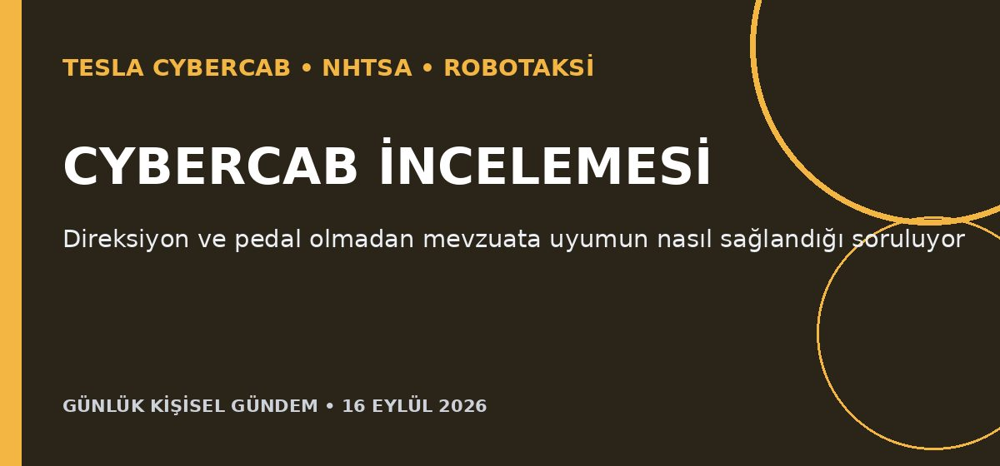 TESLA CYBERCAB • NHTSA • ROBOTAKSİ
CYBERCAB İNCELEMESİ
Direksiyon ve pedal olmadan mevzuata uyumun nasıl sağlandığı soruluyor
GÜNLÜK KİŞİSEL GÜNDEM • 16 EYLÜL 2026